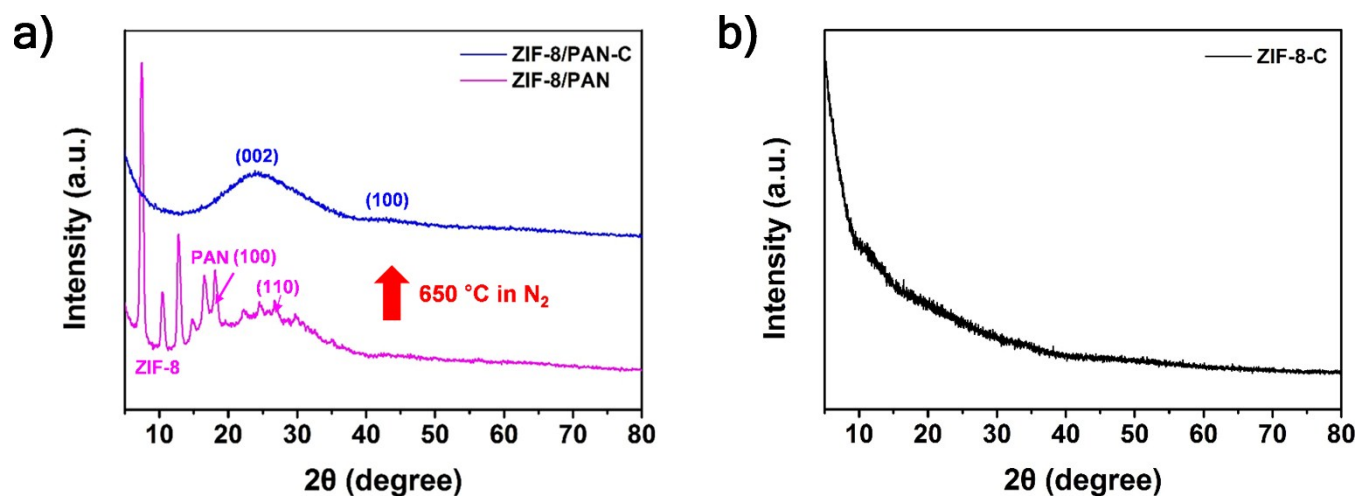 a)
ZIF-8/PAN-C
ZIF-8/PAN
(002)
(100)
PAN (100)
(110)
650 °C in N₂
ZIF-8
Intensity (a.u.)
10 20 30 40 50 60 70 80
2θ (degree)
b)
ZIF-8-C
Intensity (a.u.)
10 20 30 40 50 60 70 80
2θ (degree)